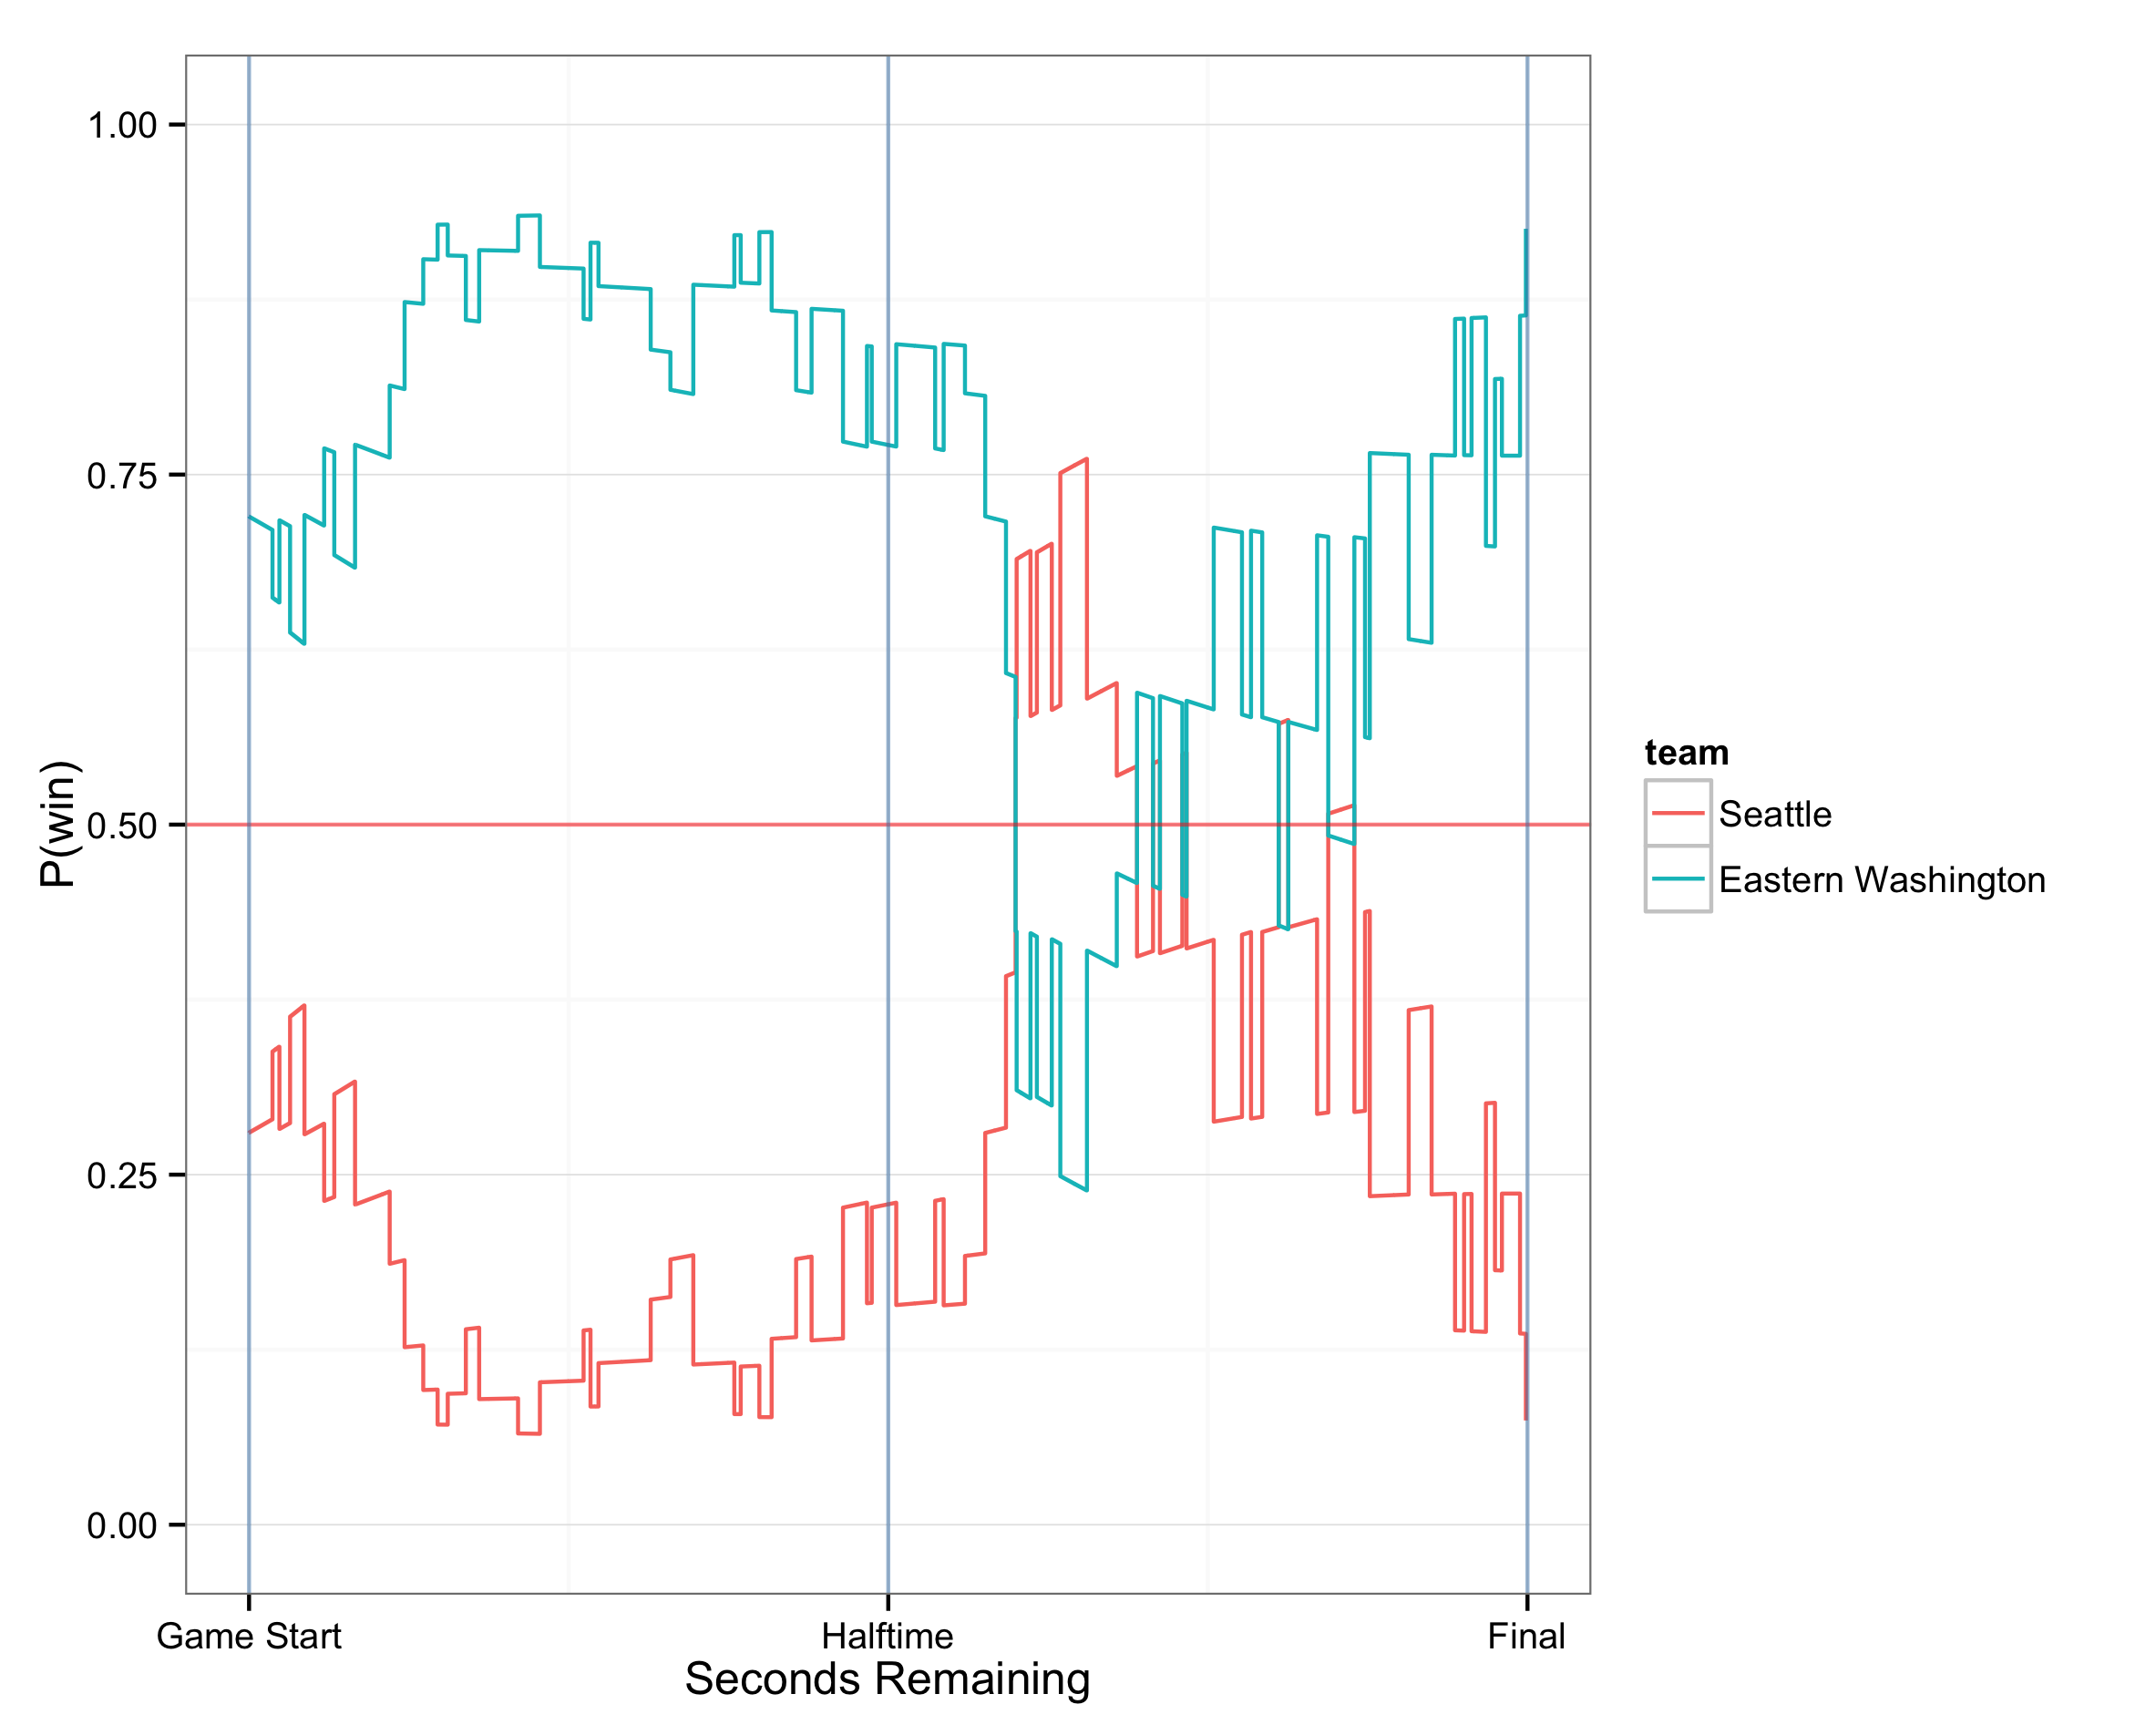 1.00
0.75
0.50
0.25
0.00
P(win)
Game Start
Halftime
Final
Seconds Remaining
team
Seattle
Eastern Washington